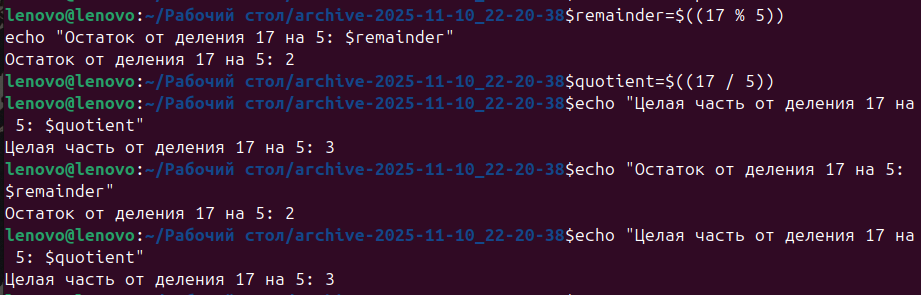 lenovo@lenovo:~/Рабочий стол/archive-2025-11-10_22-20-38$remainder=$((17 % 5))
echo "Остаток от деления 17 на 5: $remainder"
Остаток от деления 17 на 5: 2
lenovo@lenovo:~/Рабочий стол/archive-2025-11-10_22-20-38$quotient=$((17 / 5))
lenovo@lenovo:~/Рабочий стол/archive-2025-11-10_22-20-38$echo "Целая часть от деления 17 на
 5: $quotient"
Целая часть от деления 17 на 5: 3
lenovo@lenovo:~/Рабочий стол/archive-2025-11-10_22-20-38$echo "Остаток от деления 17 на 5:
$remainder"
Остаток от деления 17 на 5: 2
lenovo@lenovo:~/Рабочий стол/archive-2025-11-10_22-20-38$echo "Целая часть от деления 17 на
 5: $quotient"
Целая часть от деления 17 на 5: 3